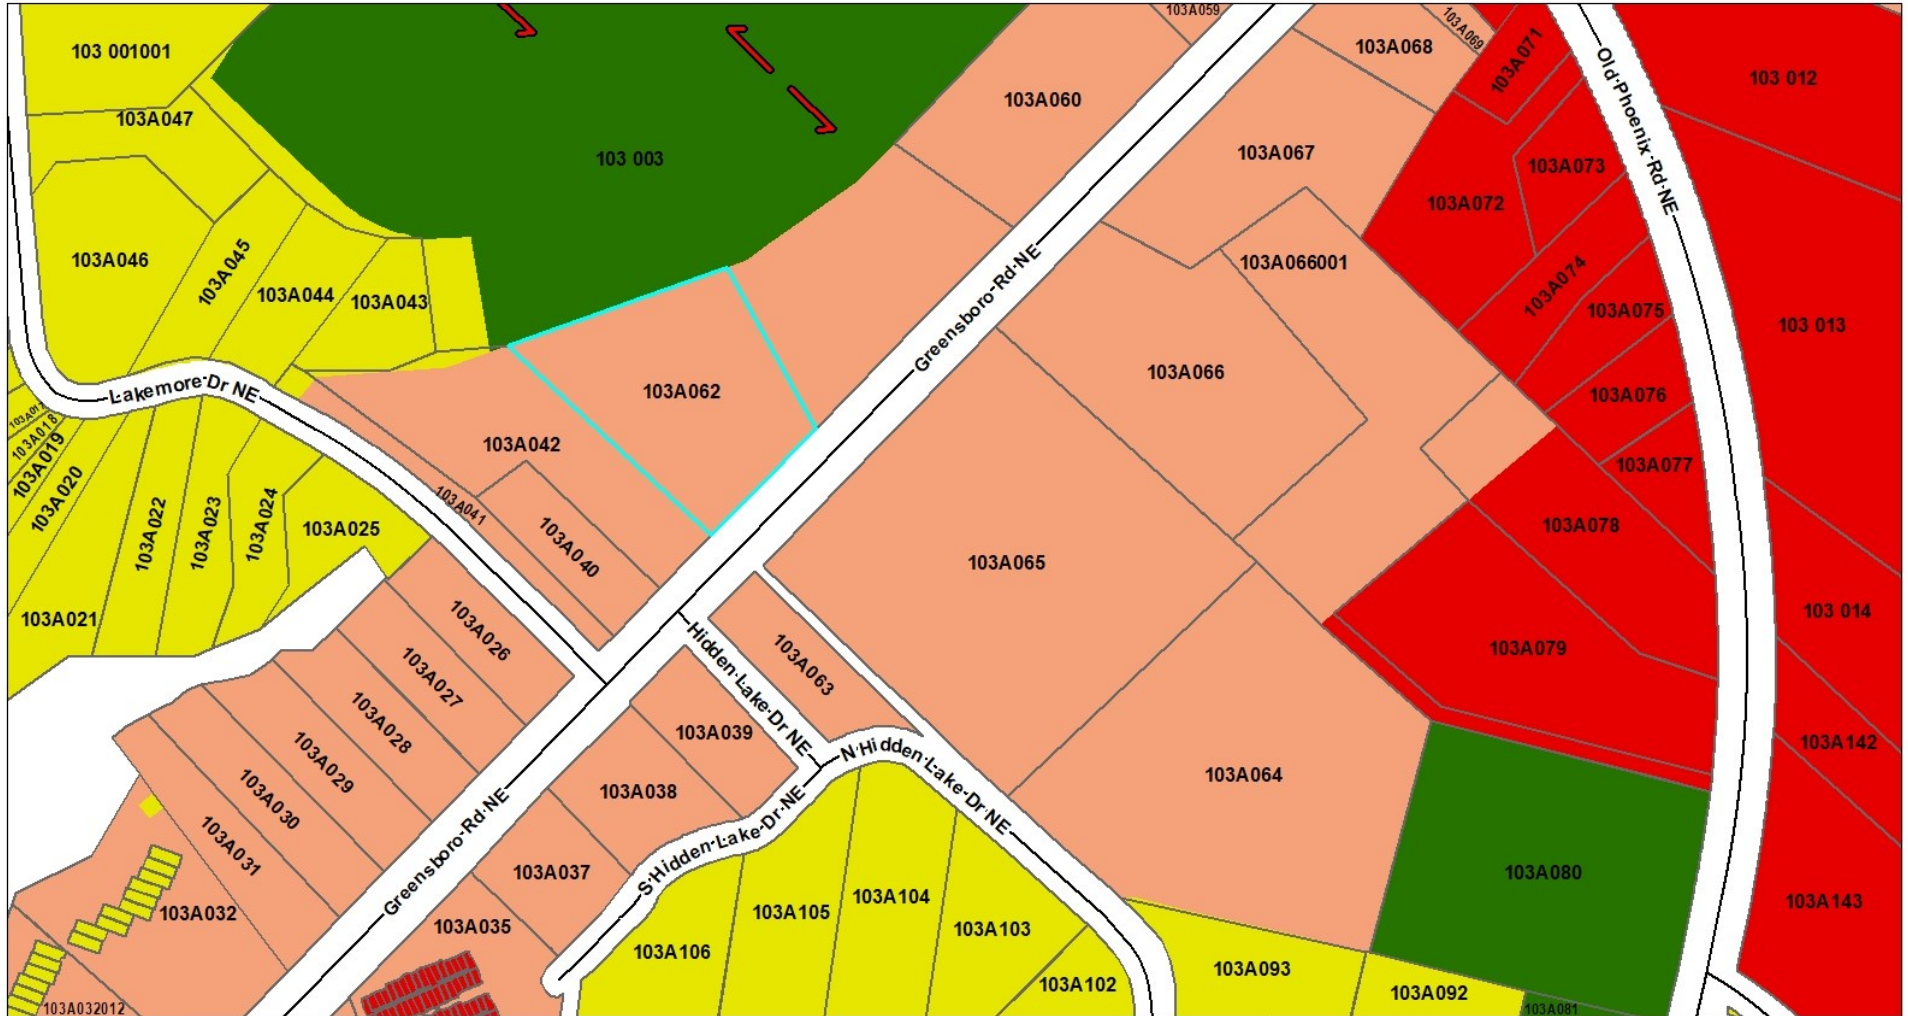 103A059
103A069
103A068
103A071
Old Phoenix Rd NE
103 012
103 001001
103A047
103A060
103 003
103A067
103A073
103A072
103A046
103A045
103A044
103A043
Greensboro Rd NE
103A066001
103A074
103A075
103 013
103A066
103A062
103A076
Lakemore Dr NE
103A018
103A019
103A020
103A042
103A077
103A041
103A022
103A023
103A024
103A025
103A040
103A078
103A065
103A021
103A026
103 014
103A079
103A027
Hidden Lake Dr NE
103A063
103A028
103A039
103A029
N Hidden Lake Dr NE
103A142
103A064
103A030
103A038
103A031
Greensboro Rd NE
S Hidden Lake Dr NE
103A037
103A080
103A104
103A143
103A032
103A105
103A035
103A103
103A106
103A093
103A102
103A092
103A032012
103A081